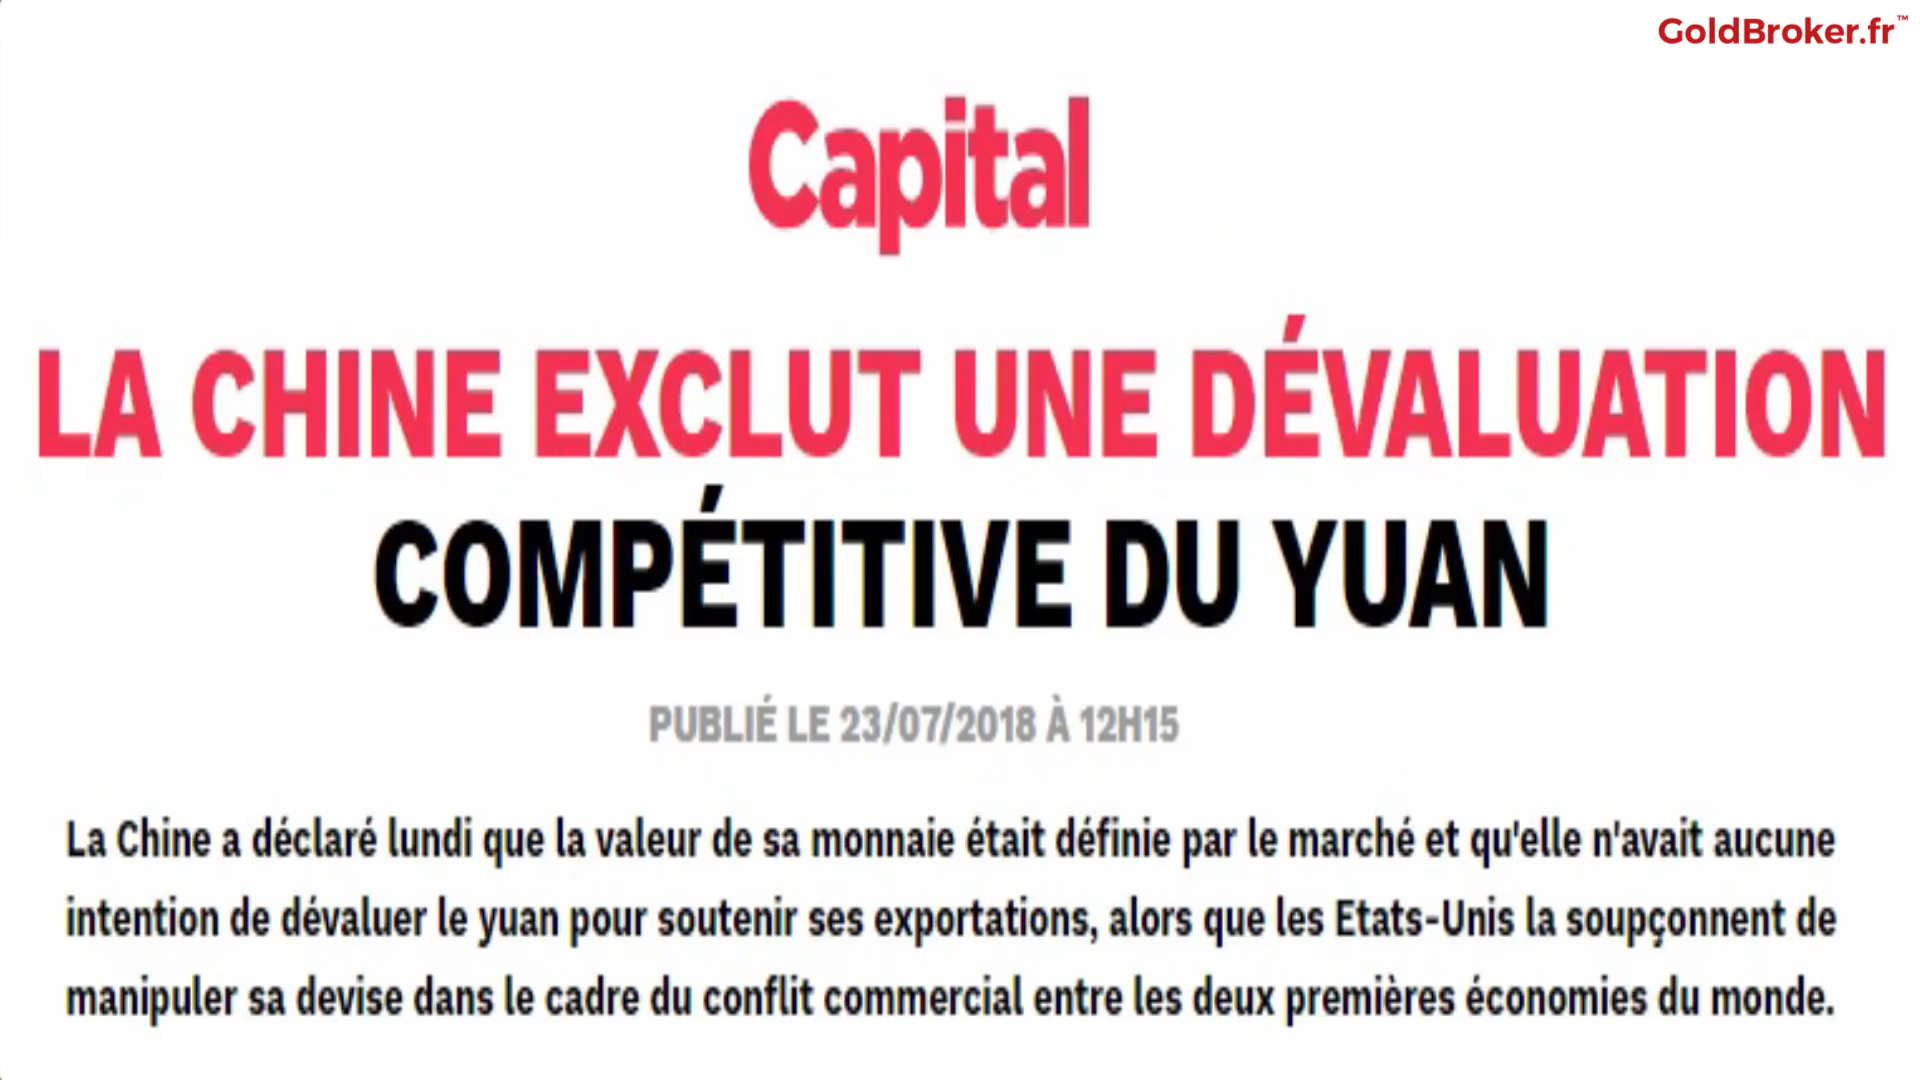 GoldBroker.fr™
Capital
LA CHINE EXCLUT UNE DÉVALUATION
COMPÉTITIVE DU YUAN
PUBLIÉ LE 23/07/2018 À 12H15
La Chine a déclaré lundi que la valeur de sa monnaie était définie par le marché et qu'elle n'avait aucune
intention de dévaluer le yuan pour soutenir ses exportations, alors que les Etats-Unis la soupçonnent de
manipuler sa devise dans le cadre du conflit commercial entre les deux premières économies du monde.